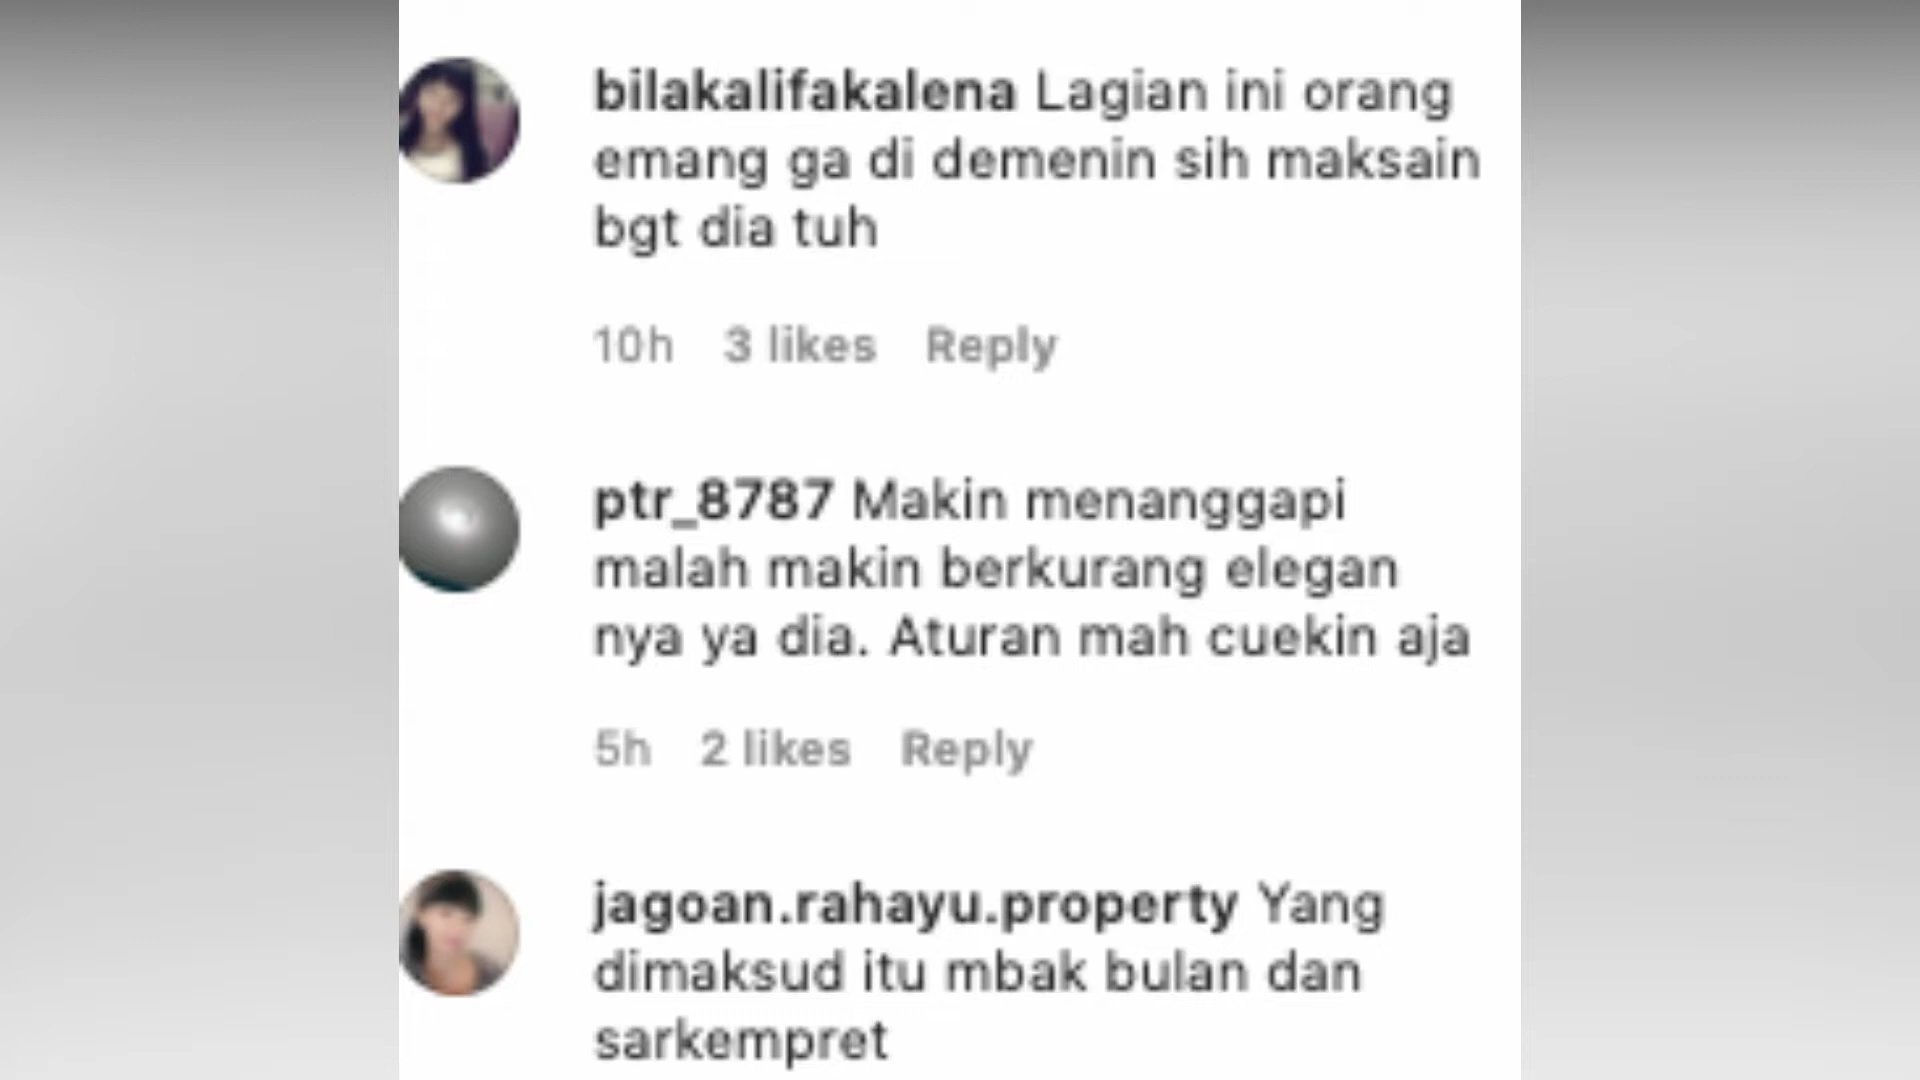 bilakalifakalena Lagian ini orang
emang ga di demenin sih maksain
bgt dia tuh
10h 3 likes Reply
ptr_8787 Makin menanggapi
malah makin berkurang elegan
nya ya dia. Aturan mah cuekin aja
5h 2 likes Reply
jagoan.rahayu.property Yang
dimaksud itu mbak bulan dan
sarkempret